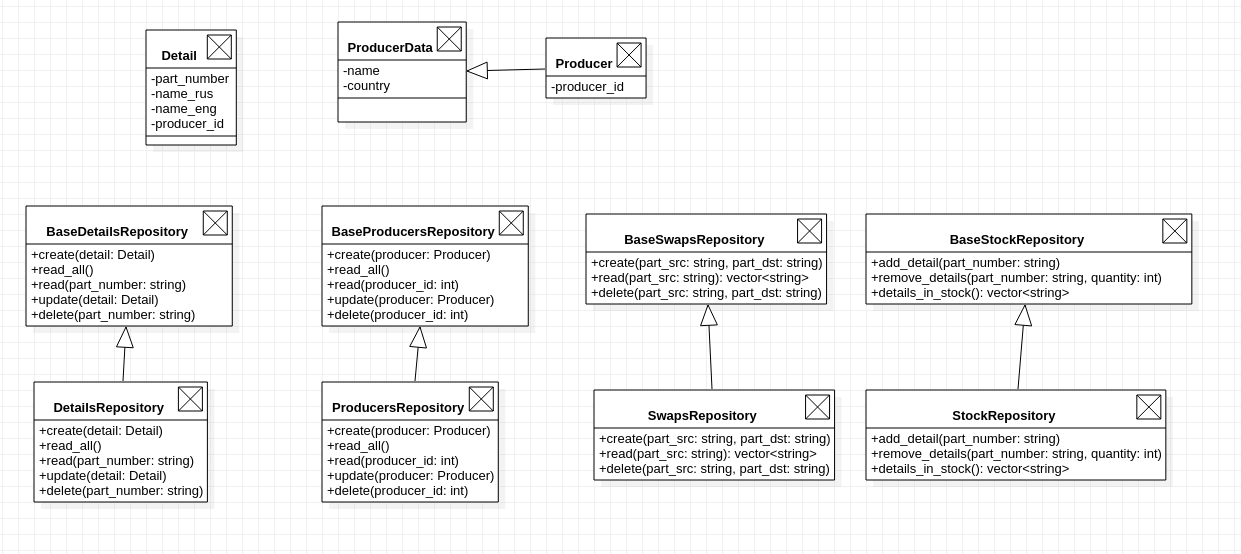 Detail
-part_number
-name_rus
-name_eng
-producer_id
ProducerData
-name
-country
Producer
-producer_id
BaseDetailsRepository
+create(detail: Detail)
+read_all()
+read(part_number: string)
+update(detail: Detail)
+delete(part_number: string)
BaseProducersRepository
+create(producer: Producer)
+read_all()
+read(producer_id: int)
+update(producer: Producer)
+delete(producer_id: int)
BaseSwapsRepository
+create(part_src: string, part_dst: string)
+read(part_src: string): vector<string>
+delete(part_src: string, part_dst: string)
BaseStockRepository
+add_detail(part_number: string)
+remove_details(part_number: string, quantity: int)
+details_in_stock(): vector<string>
DetailsRepository
+create(detail: Detail)
+read_all()
+read(part_number: string)
+update(detail: Detail)
+delete(part_number: string)
ProducersRepository
+create(producer: Producer)
+read_all()
+read(producer_id: int)
+update(producer: Producer)
+delete(producer_id: int)
SwapsRepository
+create(part_src: string, part_dst: string)
+read(part_src: string): vector<string>
+delete(part_src: string, part_dst: string)
StockRepository
+add_detail(part_number: string)
+remove_details(part_number: string, quantity: int)
+details_in_stock(): vector<string>